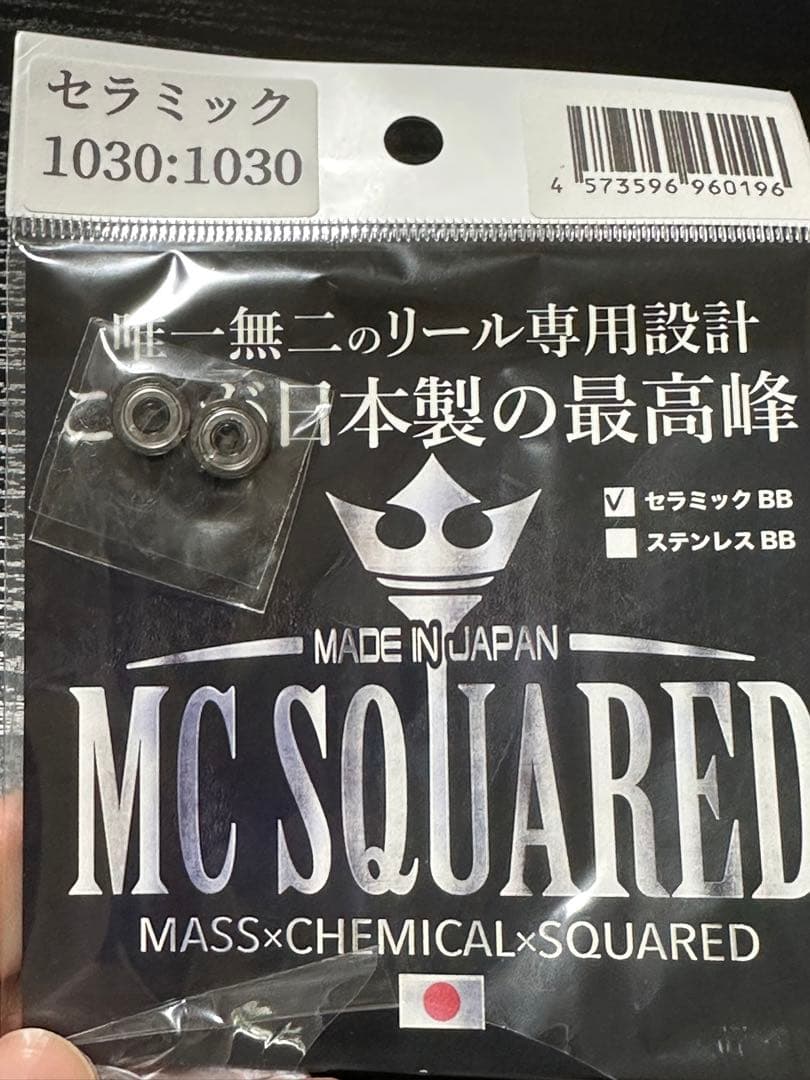 セラミック
1030:1030
4 573596 960196
唯一無二のリール専用設計
日本製の最高峰
✓ セラミックBB
ステンレスBB
MADE IN JAPAN
MC SQUARED
MASS×CHEMICAL×SQUARED